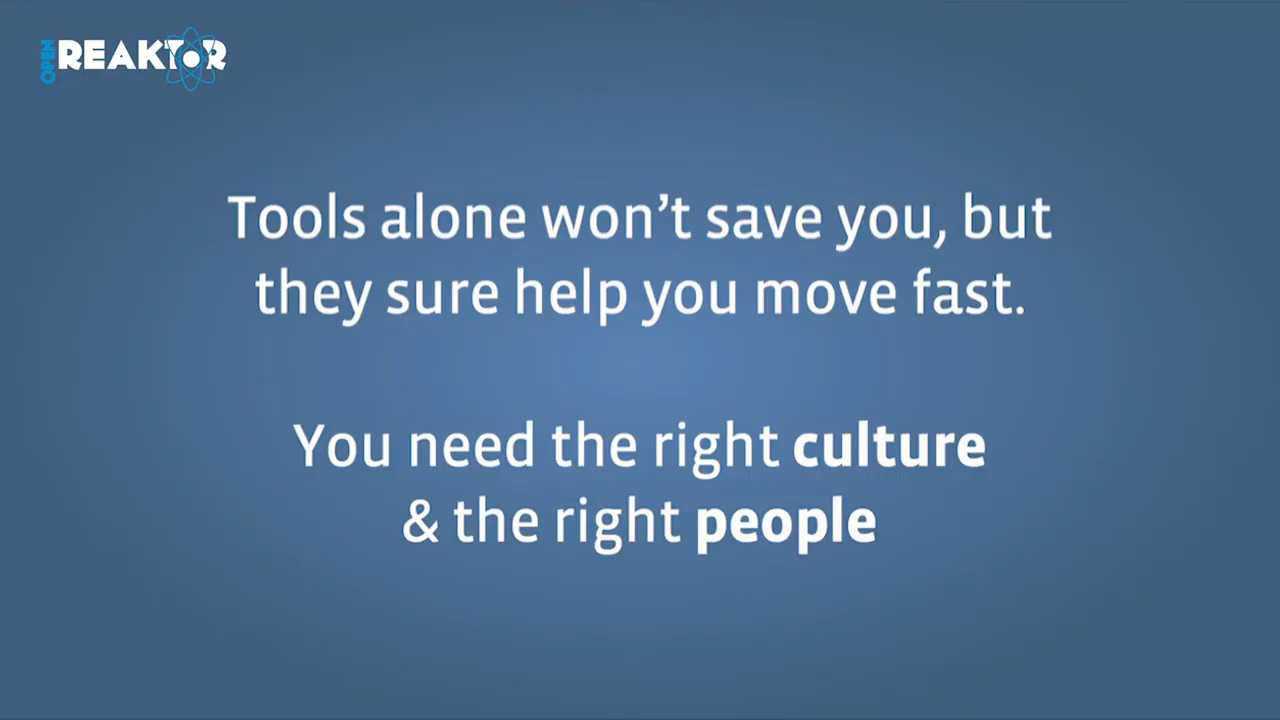 OPEN REAKTOR
Tools alone won’t save you, but
they sure help you move fast.
You need the right culture
& the right people